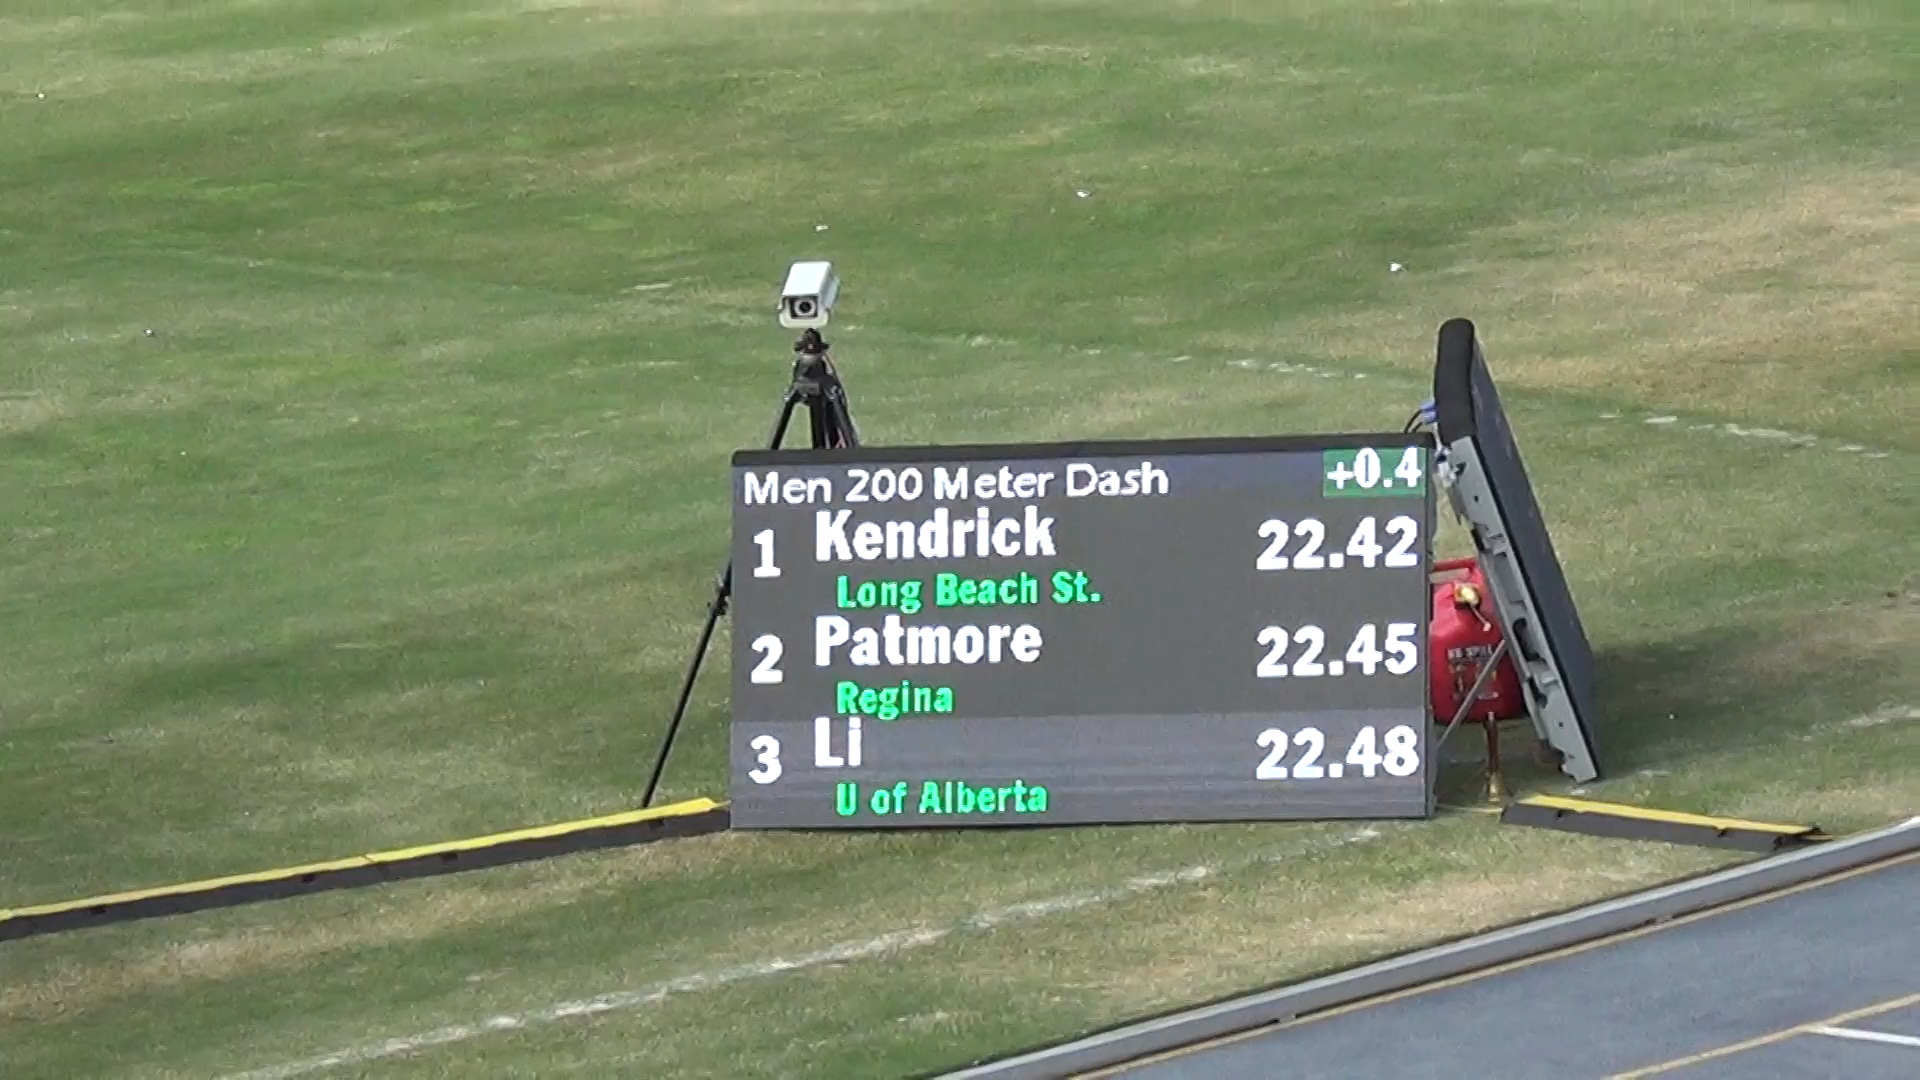 Men 200 Meter Dash +0.4
1 Kendrick 22.42
Long Beach St.
2 Patmore 22.45
Regina
3 Li 22.48
U of Alberta